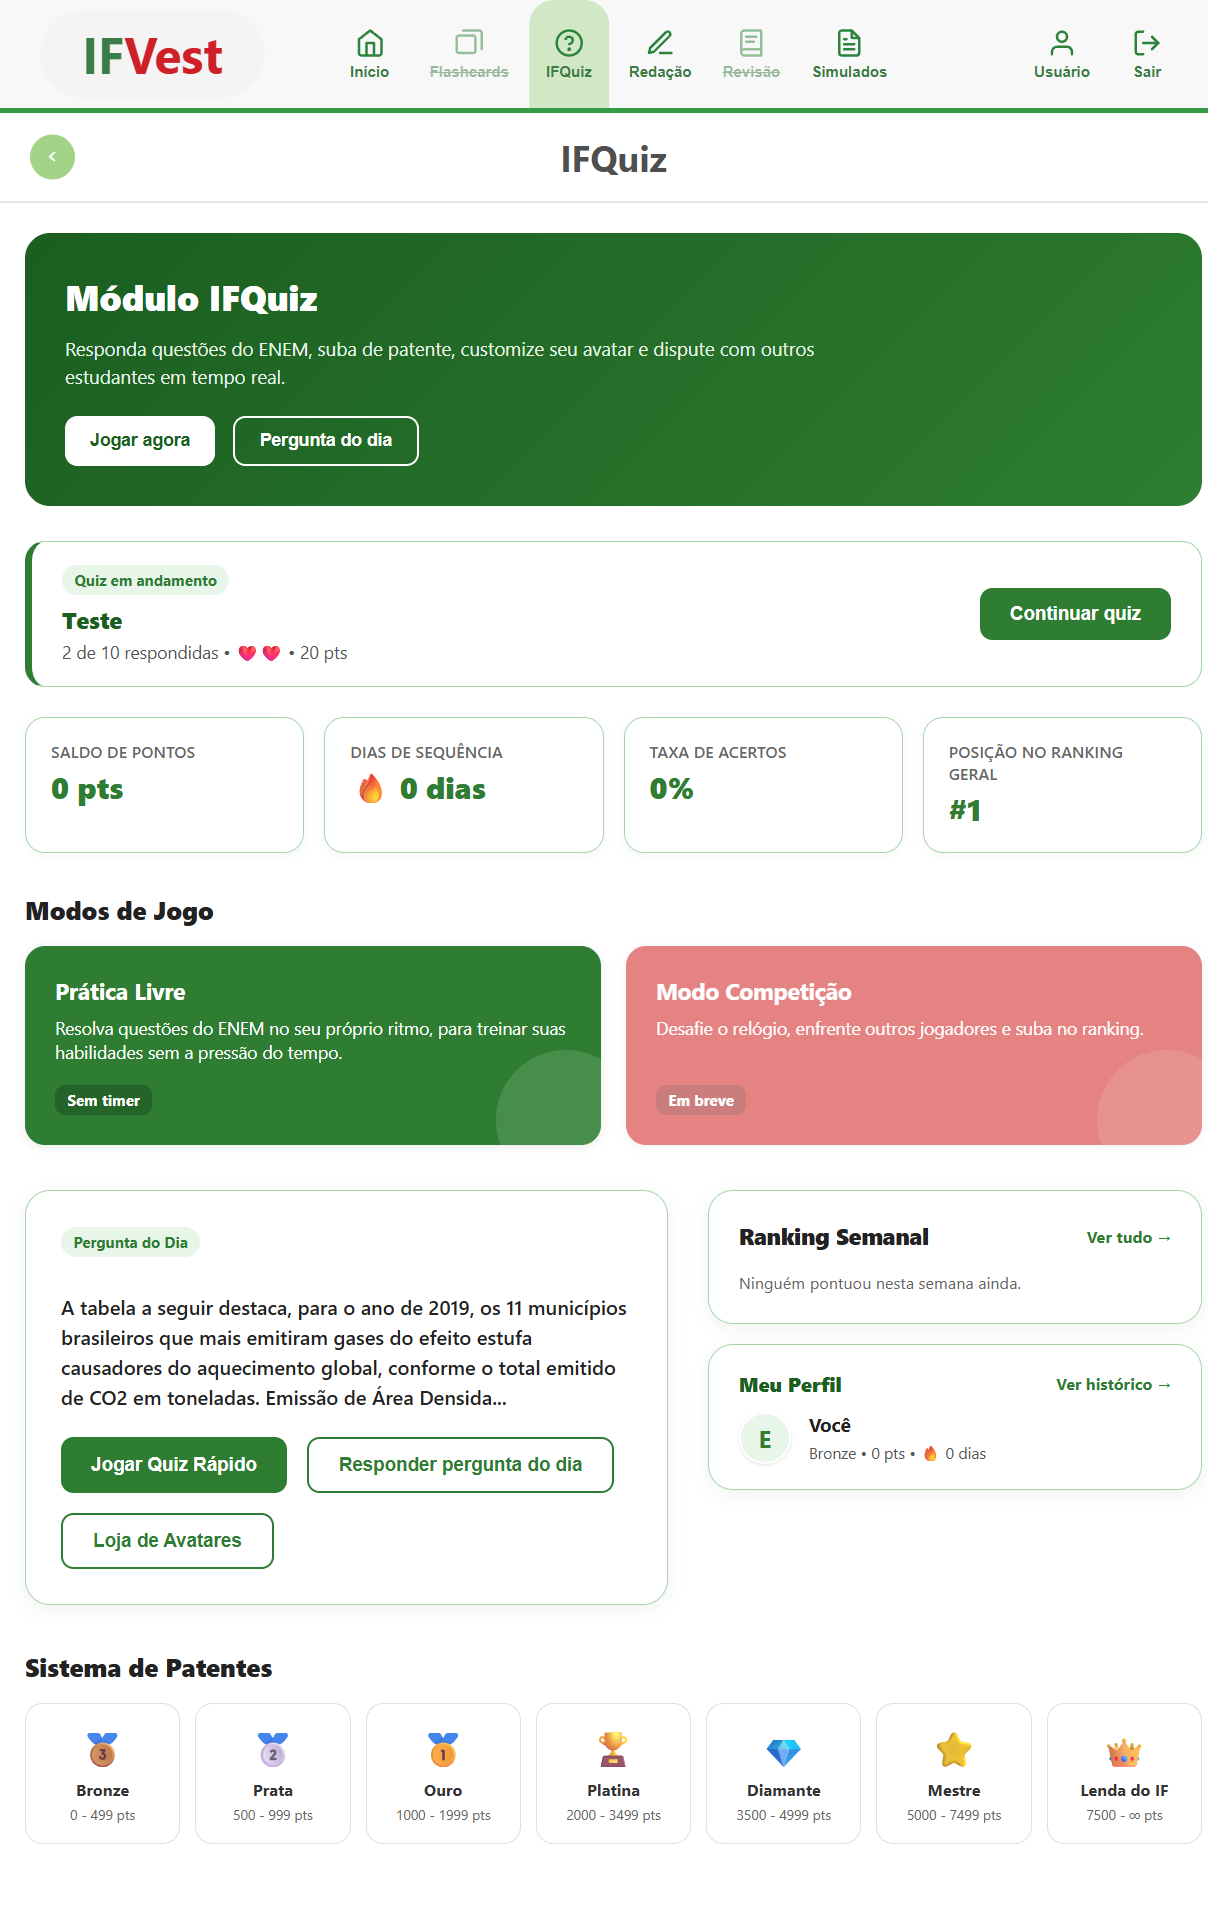 IFVest
Início
Flashcards
IFQuiz
Redação
Revisão
Simulados
Usuário
Sair
IFQuiz
Módulo IFQuiz
Responda questões do ENEM, suba de patente, customize seu avatar e dispute com outros
estudantes em tempo real.
Jogar agora
Pergunta do dia
Quiz em andamento
Teste
2 de 10 respondidas • 💗 💗 • 20 pts
Continuar quiz
SALDO DE PONTOS
0 pts
DIAS DE SEQUÊNCIA
🔥 0 dias
TAXA DE ACERTOS
0%
POSIÇÃO NO RANKING
GERAL
#1
Modos de Jogo
Prática Livre
Resolva questões do ENEM no seu próprio ritmo, para treinar suas
habilidades sem a pressão do tempo.
Sem timer
Modo Competição
Desafie o relógio, enfrente outros jogadores e suba no ranking.
Em breve
Pergunta do Dia
A tabela a seguir destaca, para o ano de 2019, os 11 municípios
brasileiros que mais emitiram gases do efeito estufa
causadores do aquecimento global, conforme o total emitido
de CO2 em toneladas. Emissão de Área Densida...
Jogar Quiz Rápido
Responder pergunta do dia
Loja de Avatares
Ranking Semanal
Ver tudo →
Ninguém pontuou nesta semana ainda.
Meu Perfil
Ver histórico →
E
Você
Bronze • 0 pts • 🔥 0 dias
Sistema de Patentes
3
Bronze
0 - 499 pts
2
Prata
500 - 999 pts
1
Ouro
1000 - 1999 pts
Platina
2000 - 3499 pts
Diamante
3500 - 4999 pts
Mestre
5000 - 7499 pts
Lenda do IF
7500 - ∞ pts